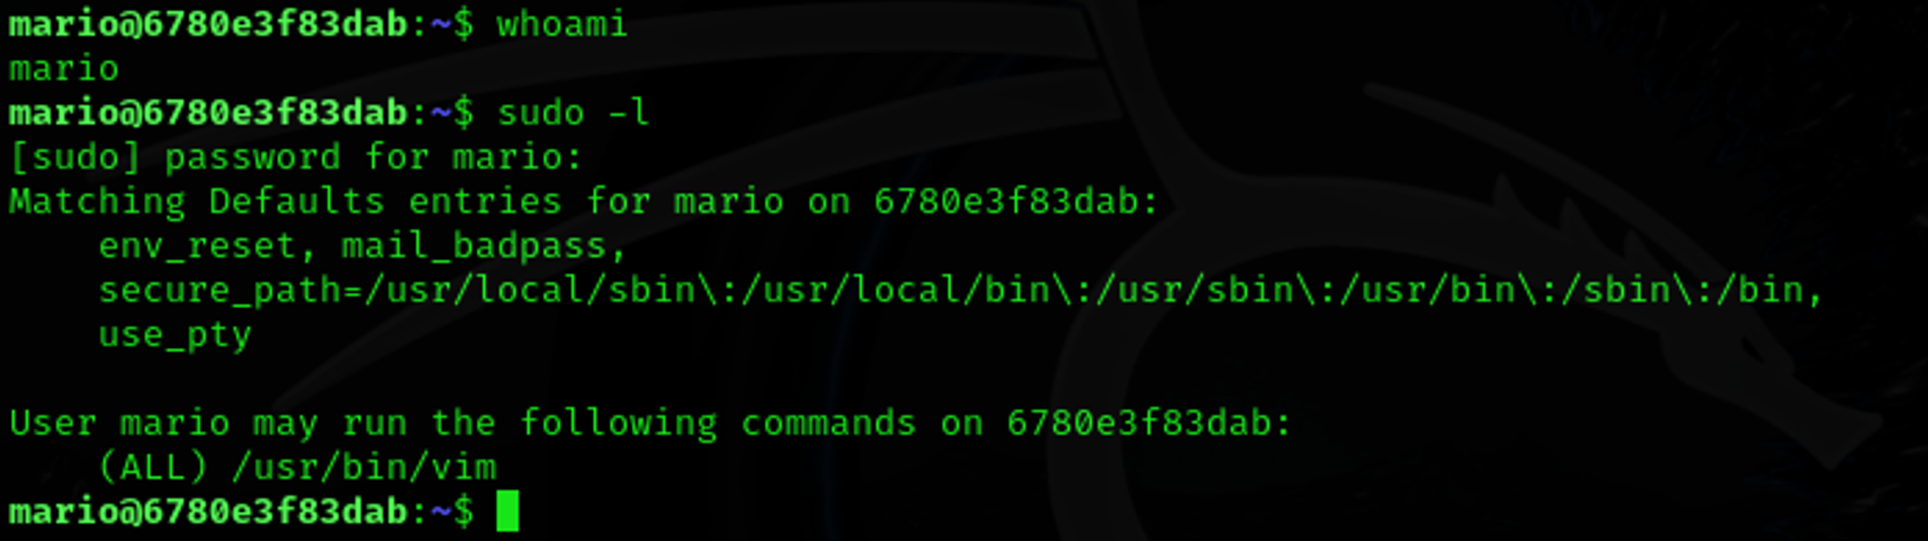 mario@6780e3f83dab:~$ whoami
mario
mario@6780e3f83dab:~$ sudo -l
[sudo] password for mario:
Matching Defaults entries for mario on 6780e3f83dab:
    env_reset, mail_badpass,
    secure_path=/usr/local/sbin\:/usr/local/bin\:/usr/sbin\:/usr/bin\:/sbin\:/bin,
    use_pty

User mario may run the following commands on 6780e3f83dab:
    (ALL) /usr/bin/vim
mario@6780e3f83dab:~$